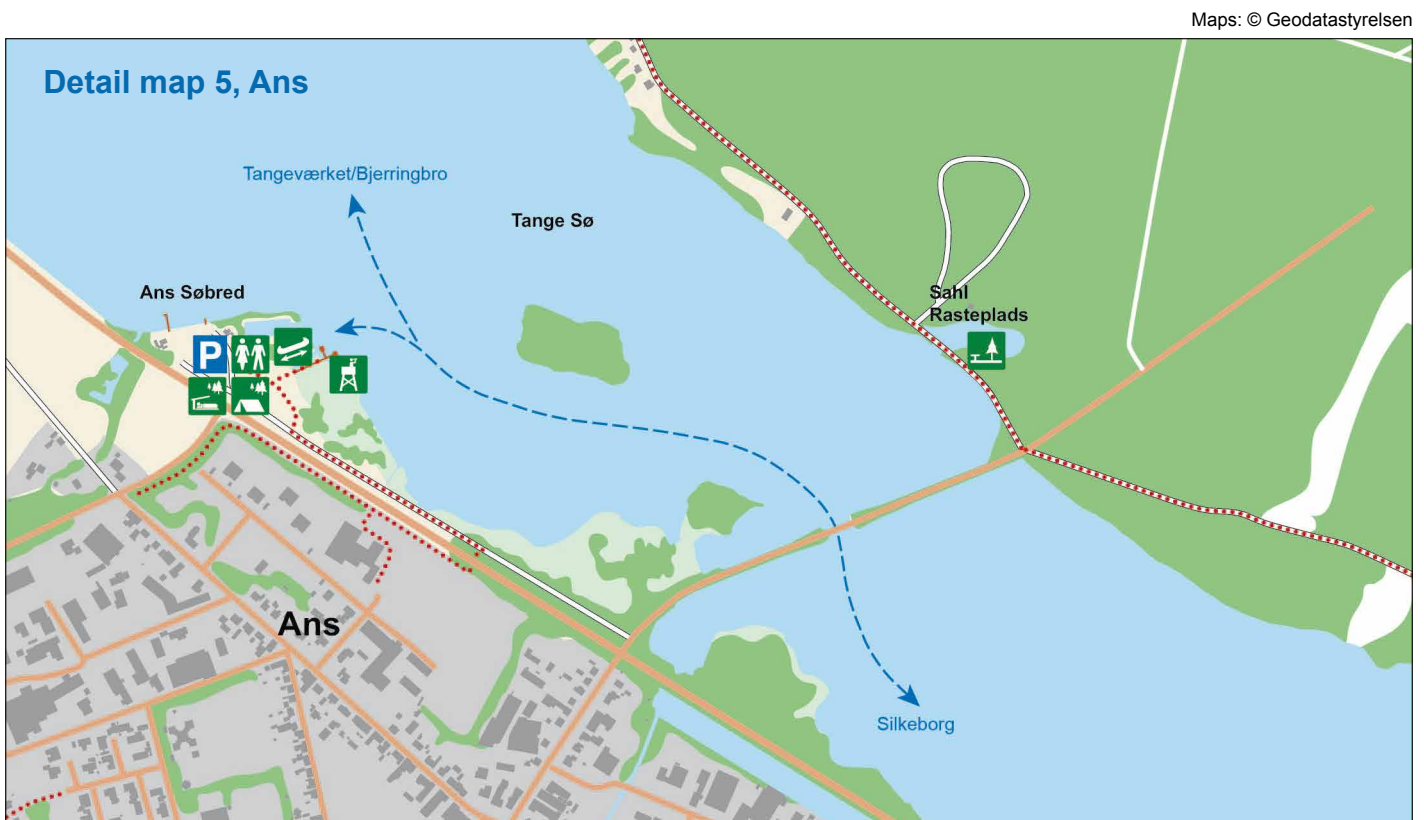 Maps: © Geodatastyrelsen
Detail map 5, Ans
Tangeværket/Bjerringbro
Tange Sø
Ans Søbred
Sahl
Rasteplads
P
Ans
Silkeborg